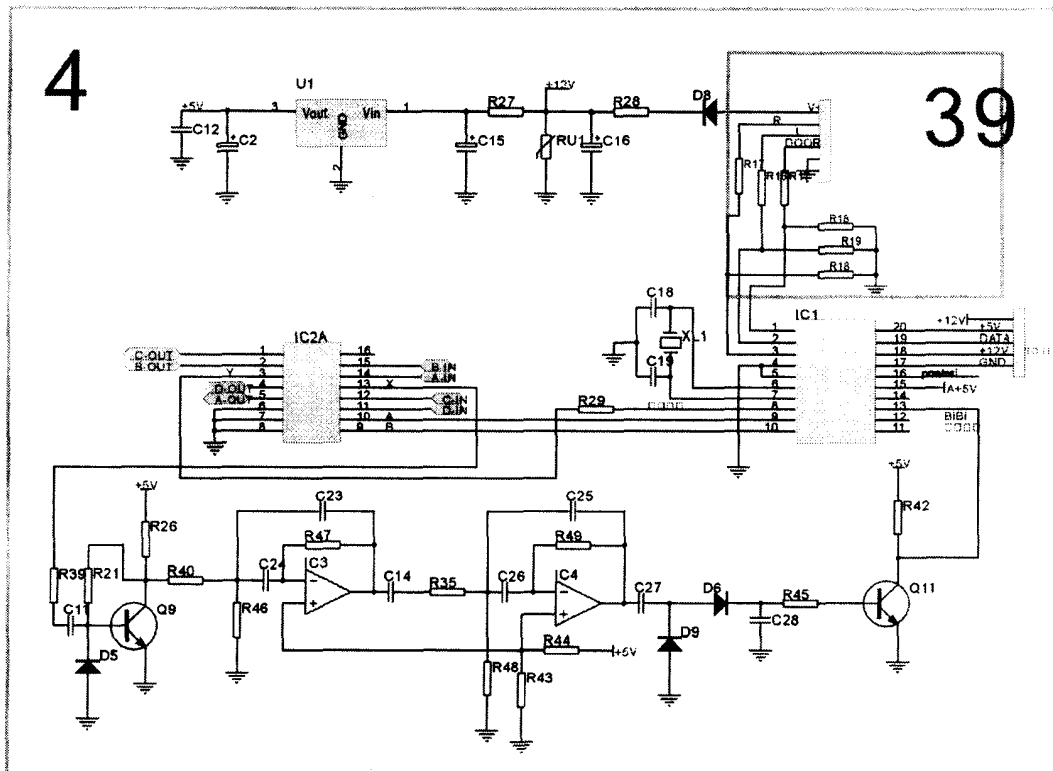 4
39
U1
+5V
3
Vout
Vin
GND
1
2
C12
C2
R27
+12V
R28
D8
C15
RU1
C16
V+
R
L
DOOR
R17
R18
R19
R18
C18
XL1
C19
IC1
1
2
3
4
5
6
7
8
9
10
20
19
18
17
16
15
14
13
12
11
+12V
+5V
DATA
+12V
GND
A+5V
BiBi
IC2A
C-OUT
B-OUT
Y
D-OUT
A-OUT
1
2
3
4
5
6
7
8
16
15
14
13
12
11
10
9
B-IN
A-IN
X
C-IN
D-IN
A
B
R29
+5V
R26
R39
R21
C11
Q9
D5
R40
R46
C23
R47
C24
C3
C14
R35
C25
R49
C26
C4
C27
R44
+5V
R48
R43
D6
D9
C28
R45
+5V
R42
Q11